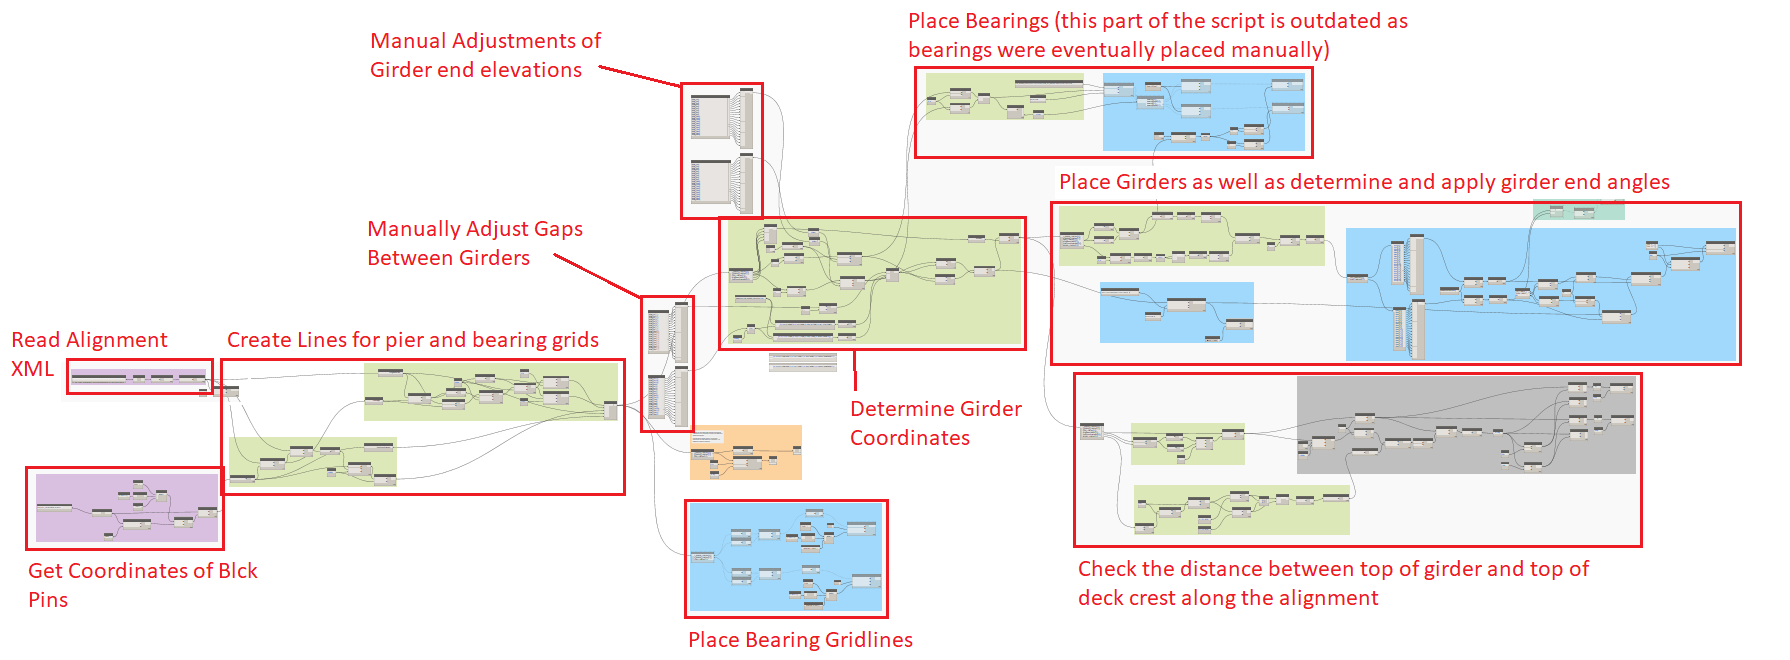 Place Bearings (this part of the script is outdated as
bearings were eventually placed manually)
Manual Adjustments of
Girder end elevations
Place Girders as well as determine and apply girder end angles
Manually Adjust Gaps
Between Girders
Read Alignment
XML
Create Lines for pier and bearing grids
Determine Girder
Coordinates
Get Coordinates of Blck
Pins
Check the distance between top of girder and top of
deck crest along the alignment
Place Bearing Gridlines